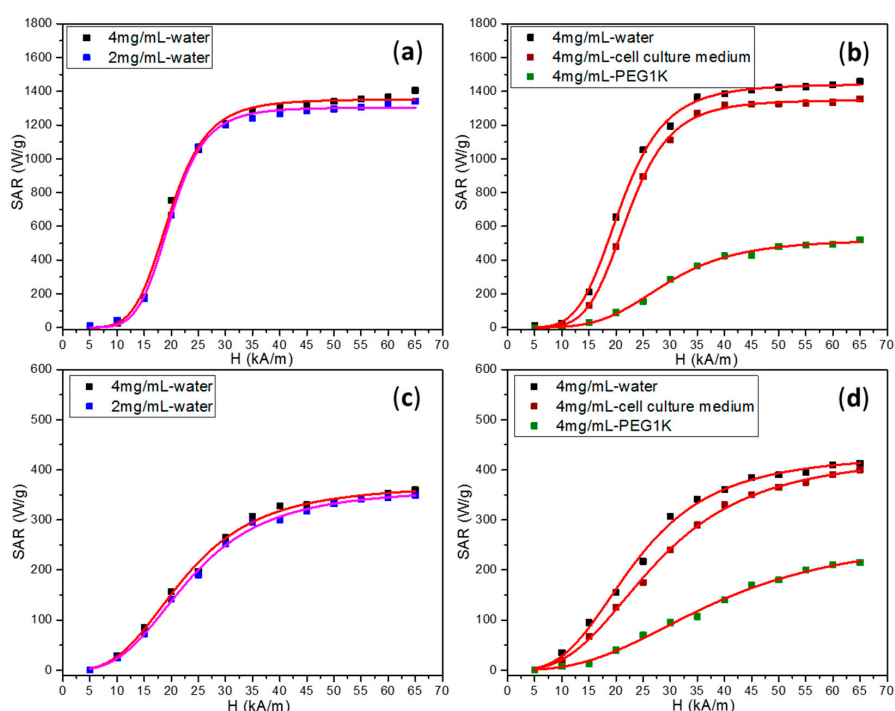 4mg/mL-water
2mg/mL-water
(a)
1800
1600
1400
1200
1000
800
600
400
200
0
SAR (W/g)
0 5 10 15 20 25 30 35 40 45 50 55 60 65 70
H (kA/m)
4mg/mL-water
4mg/mL-cell culture medium
4mg/mL-PEG1K
(b)
1800
1600
1400
1200
1000
800
600
400
200
0
SAR (W/g)
0 5 10 15 20 25 30 35 40 45 50 55 60 65 70
H (kA/m)
4mg/mL-water
2mg/mL-water
(c)
600
500
400
300
200
100
0
SAR (W/g)
0 5 10 15 20 25 30 35 40 45 50 55 60 65 70
H (kA/m)
4mg/mL-water
4mg/mL-cell culture medium
4mg/mL-PEG1K
(d)
600
500
400
300
200
100
0
SAR (W/g)
0 5 10 15 20 25 30 35 40 45 50 55 60 65 70
H (kA/m)